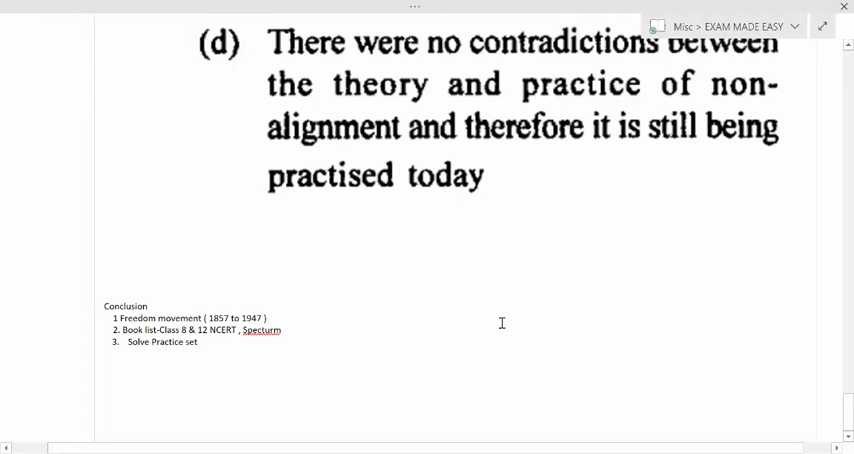 Misc > EXAM MADE EASY
(d) There were no contradictions between
the theory and practice of non-
alignment and therefore it is still being
practised today
Conclusion
1 Freedom movement ( 1857 to 1947 )
2. Book list-Class 8 & 12 NCERT , Specturm
3. Solve Practice set